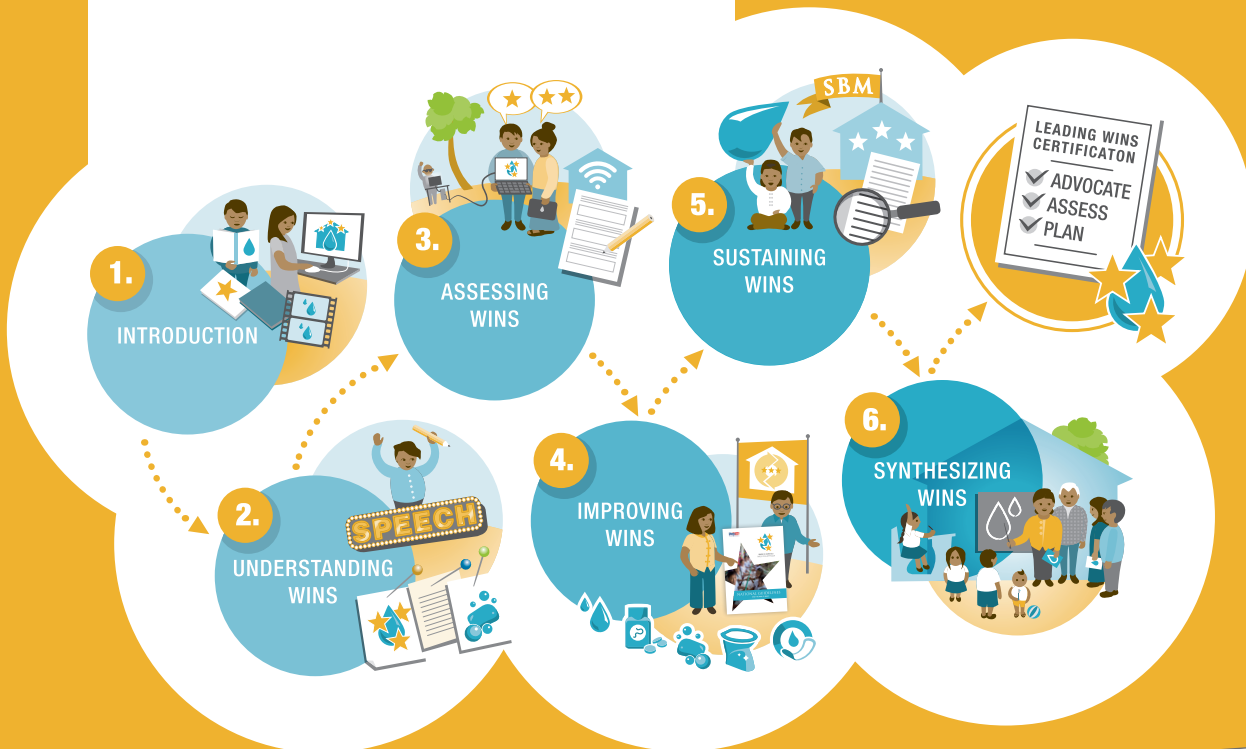 1.
INTRODUCTION
2.
UNDERSTANDING
WINS
SPEECH
3.
ASSESSING
WINS
4.
IMPROVING
WINS
5.
SUSTAINING
WINS
SBM
6.
SYNTHESIZING
WINS
LEADING WINS
CERTIFICATON
ADVOCATE
ASSESS
PLAN